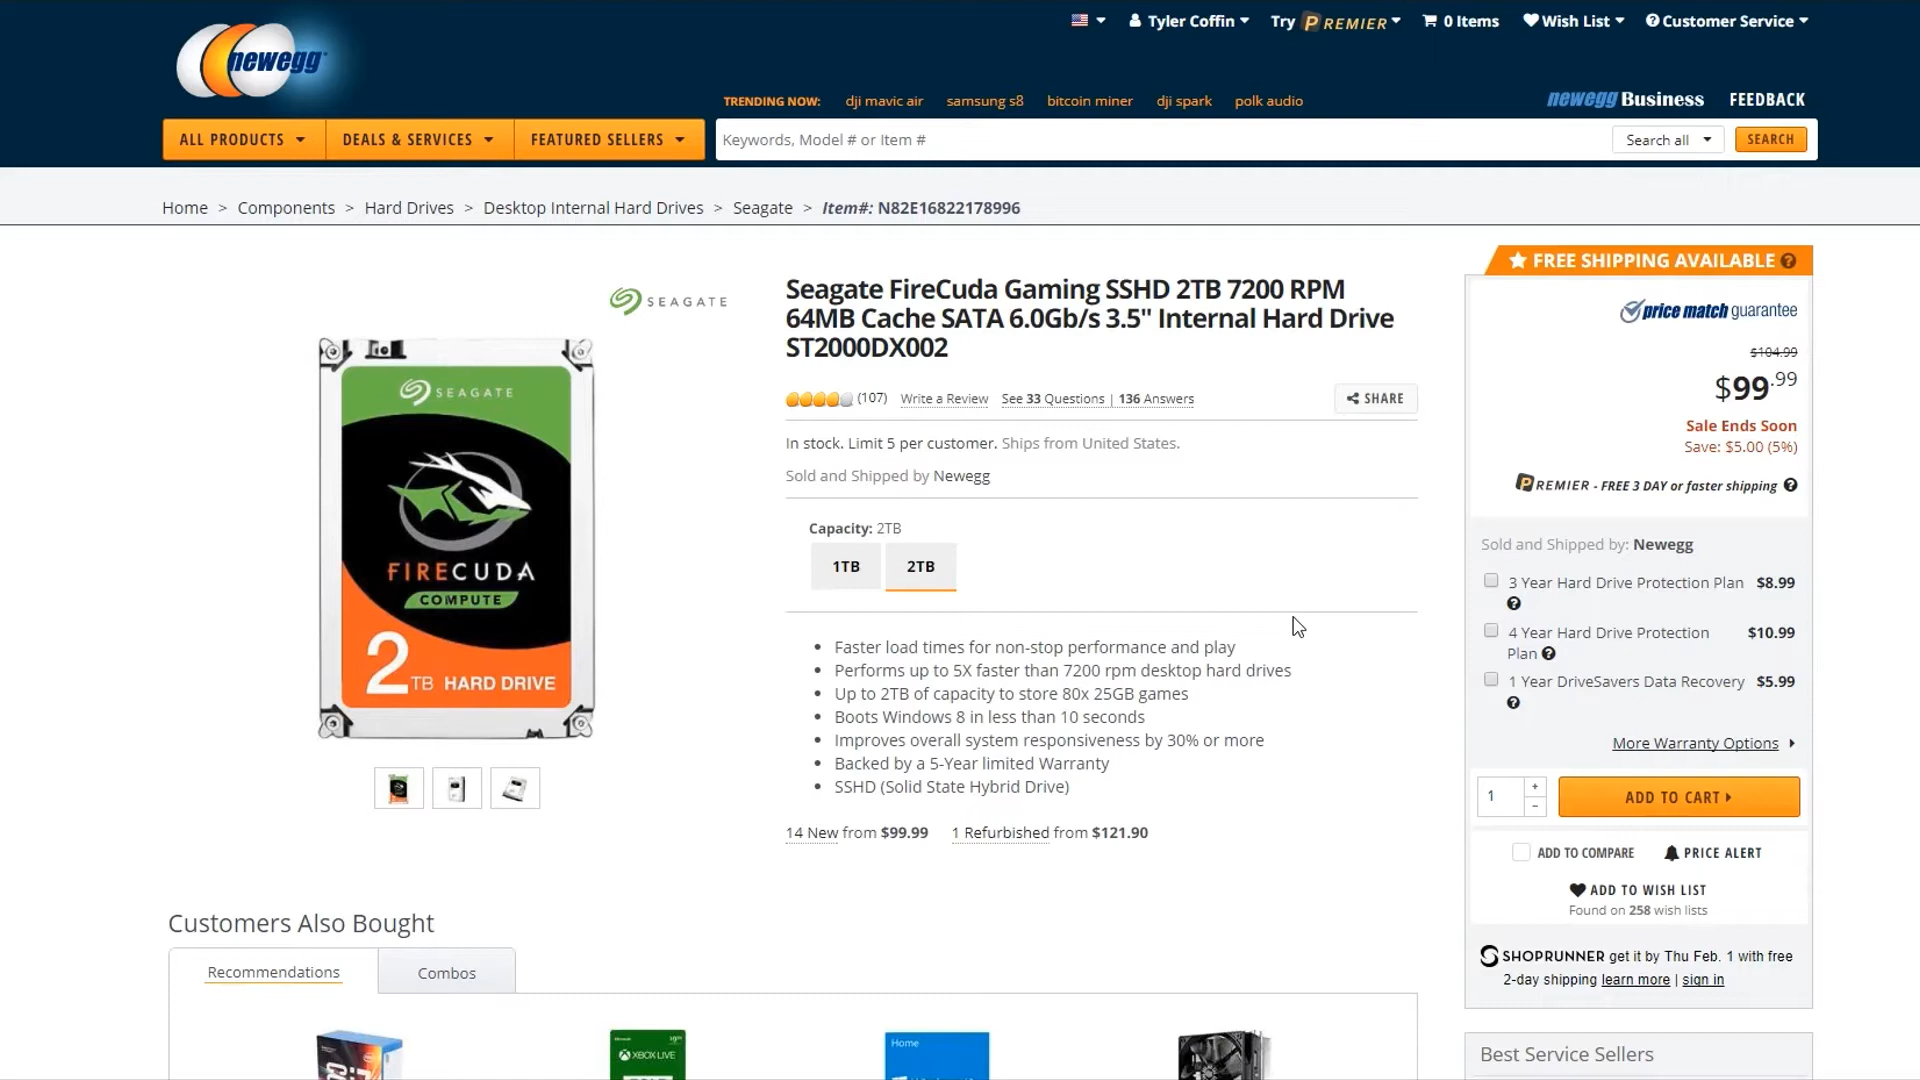 Tyler Coffin
Try PREMIER
0 Items
Wish List
Customer Service
newegg
TRENDING NOW: dji mavic air samsung s8 bitcoin miner dji spark polk audio
newegg Business
FEEDBACK
ALL PRODUCTS
DEALS & SERVICES
FEATURED SELLERS
Keywords, Model # or Item #
Search all
SEARCH
Home > Components > Hard Drives > Desktop Internal Hard Drives > Seagate > Item#: N82E16822178996
SEAGATE
SEAGATE
FIRECUDA
COMPUTE
2TB HARD DRIVE
Seagate FireCuda Gaming SSHD 2TB 7200 RPM
64MB Cache SATA 6.0Gb/s 3.5" Internal Hard Drive
ST2000DX002
(107) Write a Review See 33 Questions | 136 Answers
SHARE
In stock. Limit 5 per customer. Ships from United States.
Sold and Shipped by Newegg
Capacity: 2TB
1TB 2TB
• Faster load times for non-stop performance and play
• Performs up to 5X faster than 7200 rpm desktop hard drives
• Up to 2TB of capacity to store 80x 25GB games
• Boots Windows 8 in less than 10 seconds
• Improves overall system responsiveness by 30% or more
• Backed by a 5-Year limited Warranty
• SSHD (Solid State Hybrid Drive)
14 New from $99.99 1 Refurbished from $121.90
FREE SHIPPING AVAILABLE ?
price match guarantee
$104.99
$99.99
Sale Ends Soon
Save: $5.00 (5%)
PREMIER - FREE 3 DAY or faster shipping ?
Sold and Shipped by: Newegg
3 Year Hard Drive Protection Plan $8.99
?
4 Year Hard Drive Protection $10.99
Plan ?
1 Year DriveSavers Data Recovery $5.99
?
More Warranty Options
1 + -
ADD TO CART
ADD TO COMPARE
PRICE ALERT
ADD TO WISH LIST
Found on 258 wish lists
SHOPRUNNER get it by Thu Feb. 1 with free
2-day shipping learn more | sign in
Best Service Sellers
Customers Also Bought
Recommendations
Combos
XBOX LIVE
Home